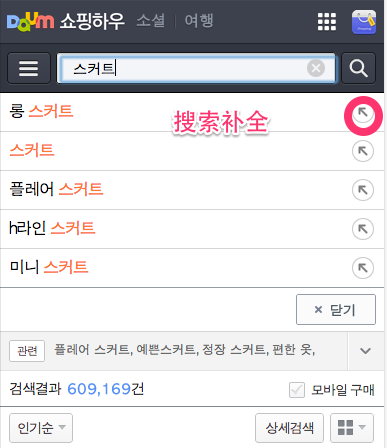 Daum 쇼핑하우 소셜 | 여행
스커트
롱 스커트
搜索补全
스커트
플레어 스커트
h라인 스커트
미니 스커트
× 닫기
관련 플레어 스커트, 예쁜스커트, 정장 스커트, 편한 옷,
검색결과 609,169건 모바일 구매
인기순 상세검색